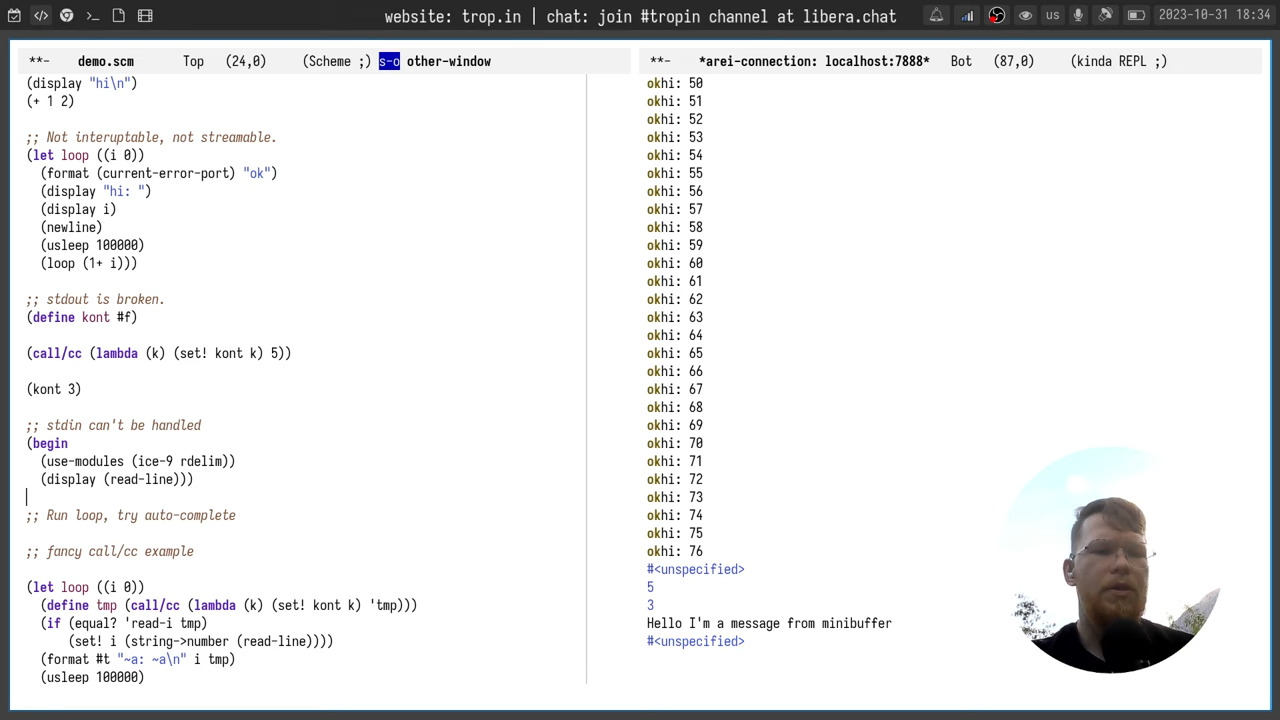 website: trop.in | chat: join #tropin channel at libera.chat
us
2023-10-31 18:34
**-    demo.scm    Top    (24,0)    (Scheme ;) s-o other-window
(display "hi\n")
(+ 1 2)
;; Not interuptable, not streamable.
(let loop ((i 0))
(format (current-error-port) "ok")
(display "hi: ")
(display i)
(newline)
(usleep 100000)
(loop (1+ i)))
;; stdout is broken.
(define kont #f)
(call/cc (lambda (k) (set! kont k) 5))
(kont 3)
;; stdin can't be handled
(begin
(use-modules (ice-9 rdelim))
(display (read-line)))
;; Run loop, try auto-complete
;; fancy call/cc example
(let loop ((i 0))
(define tmp (call/cc (lambda (k) (set! kont k) 'tmp)))
(if (equal? 'read-i tmp)
(set! i (string->number (read-line))))
(format #t "~a: ~a\n" i tmp)
(usleep 100000)
**-    *arei-connection: localhost:7888*    Bot    (87,0)    (kinda REPL ;)
okhi: 50
okhi: 51
okhi: 52
okhi: 53
okhi: 54
okhi: 55
okhi: 56
okhi: 57
okhi: 58
okhi: 59
okhi: 60
okhi: 61
okhi: 62
okhi: 63
okhi: 64
okhi: 65
okhi: 66
okhi: 67
okhi: 68
okhi: 69
okhi: 70
okhi: 71
okhi: 72
okhi: 73
okhi: 74
okhi: 75
okhi: 76
#<unspecified>
5
3
Hello I'm a message from minibuffer
#<unspecified>